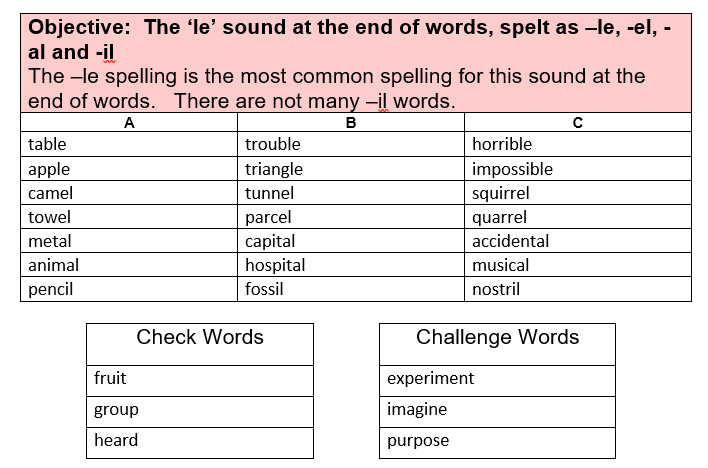 Objective:  The ‘le’ sound at the end of words, spelt as –le, -el, -
al and -il
The –le spelling is the most common spelling for this sound at the
end of words.   There are not many –il words.
A B C
table trouble horrible
apple triangle impossible
camel tunnel squirrel
towel parcel quarrel
metal capital accidental
animal hospital musical
pencil fossil nostril
Check Words
fruit
group
heard
Challenge Words
experiment
imagine
purpose